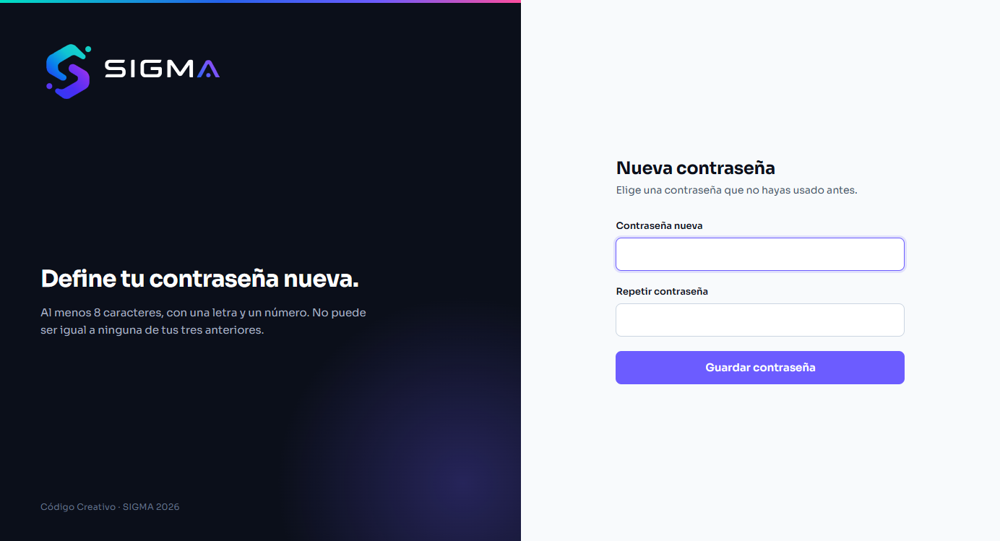 SIGMA
Define tu contraseña nueva.
Al menos 8 caracteres, con una letra y un número. No puede
ser igual a ninguna de tus tres anteriores.
Código Creativo · SIGMA 2026
Nueva contraseña
Elige una contraseña que no hayas usado antes.
Contraseña nueva
Repetir contraseña
Guardar contraseña